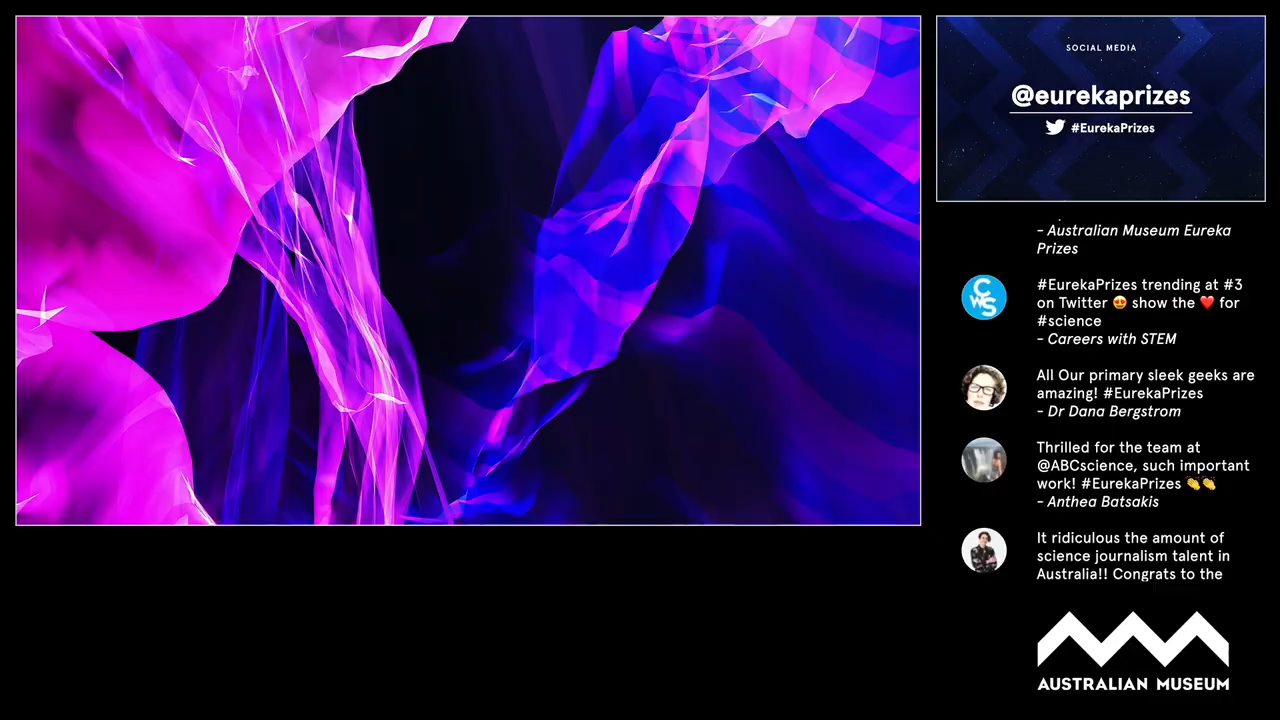 SOCIAL MEDIA
@eurekaprizes
#EurekaPrizes
- Australian Museum Eureka
Prizes
CWS
#EurekaPrizes trending at #3
on Twitter 😍 show the ❤️ for
#science
- Careers with STEM
All Our primary sleek geeks are
amazing! #EurekaPrizes
- Dr Dana Bergstrom
Thrilled for the team at
@ABCscience, such important
work! #EurekaPrizes 👏👏
- Anthea Batsakis
It ridiculous the amount of
science journalism talent in
Australia!! Congrats to the
AUSTRALIAN MUSEUM